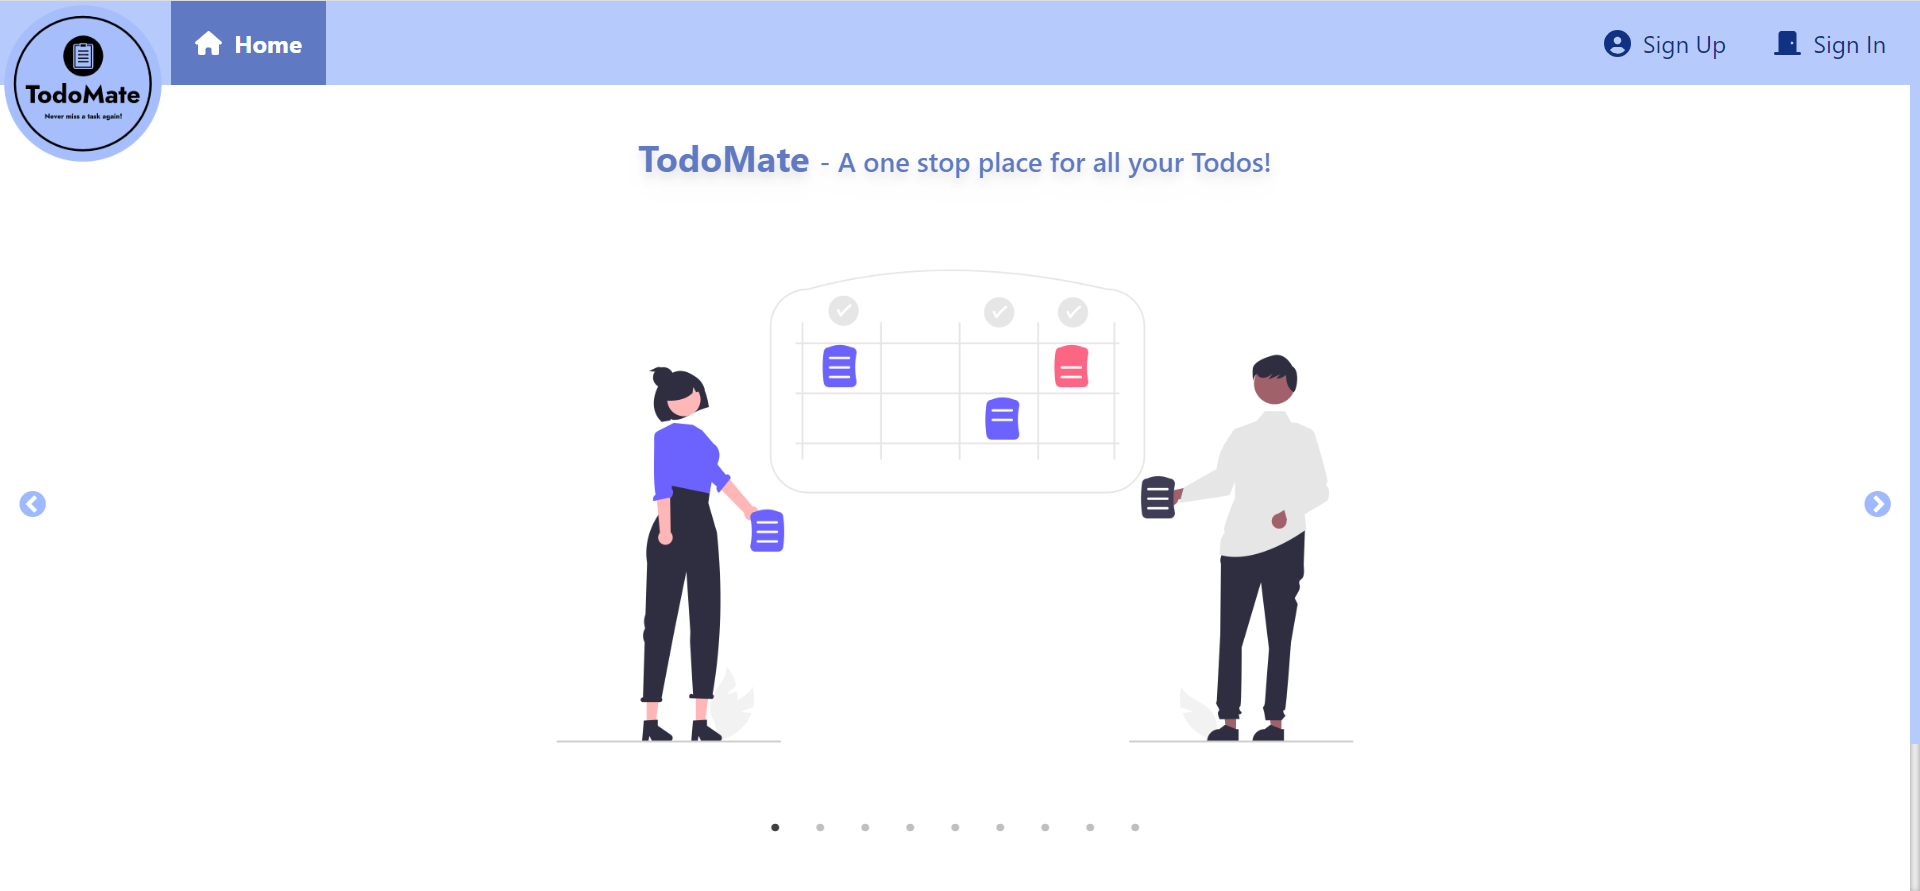 TodoMate
Never miss a task again!
Home
Sign Up
Sign In
TodoMate - A one stop place for all your Todos!